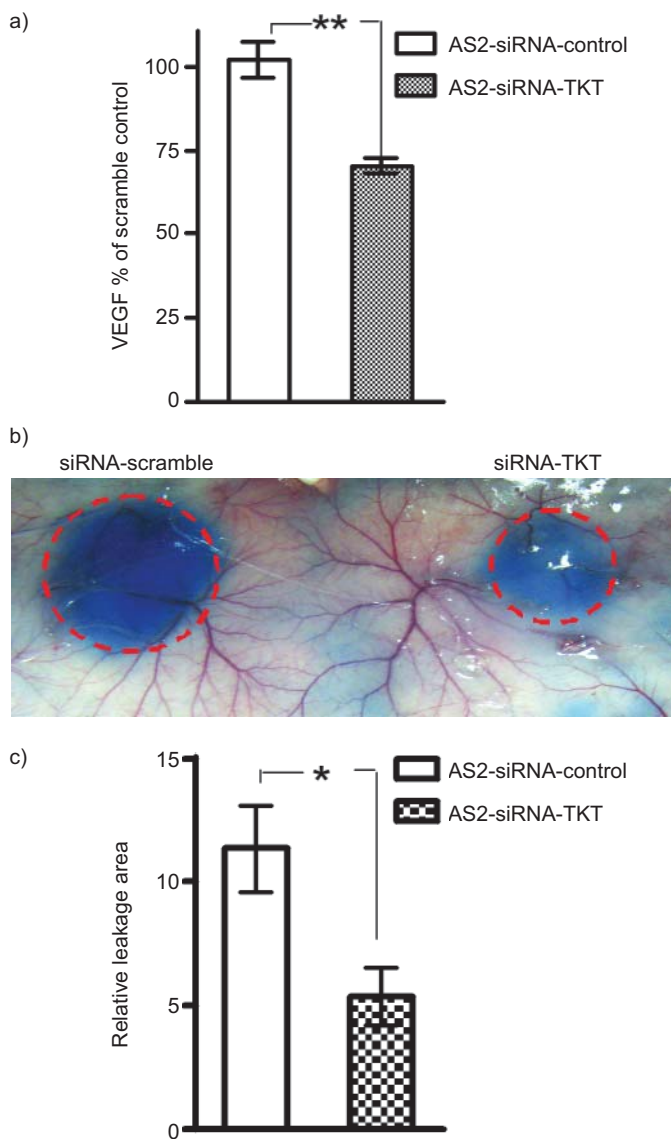 a)
**
AS2-siRNA-control
AS2-siRNA-TKT
VEGF % of scramble control
100
75
50
25
0
b)
siRNA-scramble siRNA-TKT
c)
*
AS2-siRNA-control
AS2-siRNA-TKT
Relative leakage area
15
10
5
0